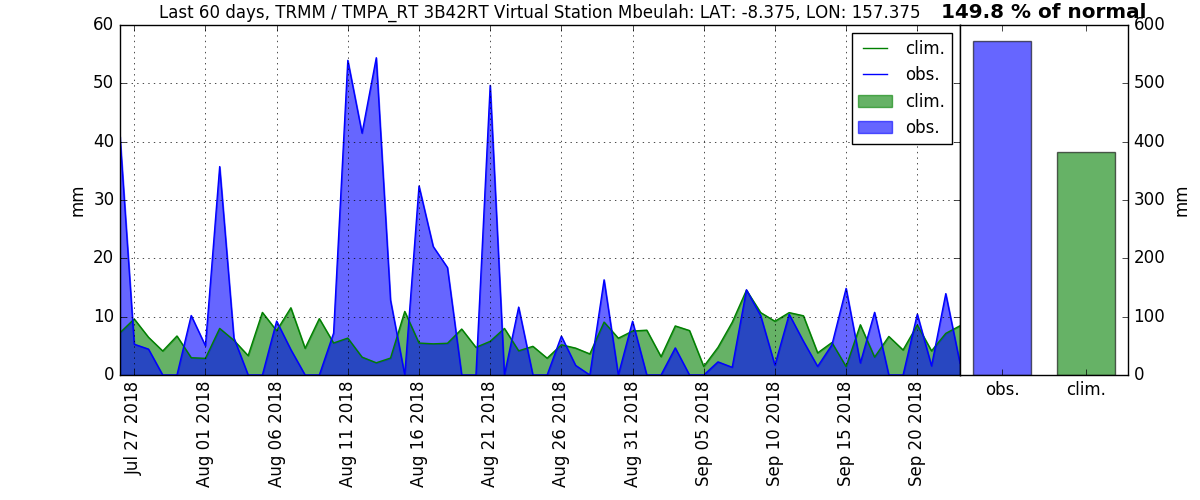 Last 60 days, TRMM / TMPA_RT 3B42RT Virtual Station Mbeulah: LAT: -8.375, LON: 157.375
149.8 % of normal
clim.
obs.
clim.
obs.
mm
60
50
40
30
20
10
0
Jul 27 2018
Aug 01 2018
Aug 06 2018
Aug 11 2018
Aug 16 2018
Aug 21 2018
Aug 26 2018
Aug 31 2018
Sep 05 2018
Sep 10 2018
Sep 15 2018
Sep 20 2018
600
500
400
300
200
100
0
mm
obs.
clim.